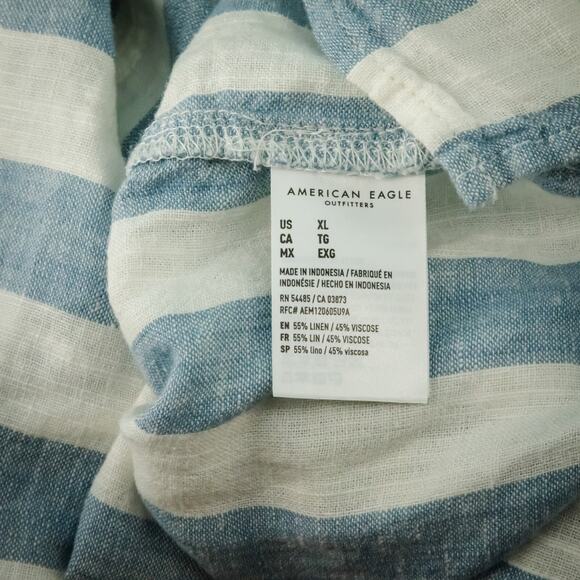 AMERICAN EAGLE
OUTFITTERS
US XL
CA TG
MX EXG
MADE IN INDONESIA / FABRIQUÉ EN
INDONÉSIE / HECHO EN INDONESIA
RN 54485 / CA 03873
RFC# AEM120605U9A
EN 55% LINEN / 45% VISCOSE
FR 55% LIN / 45% VISCOSE
SP 55% lino / 45% viscosa